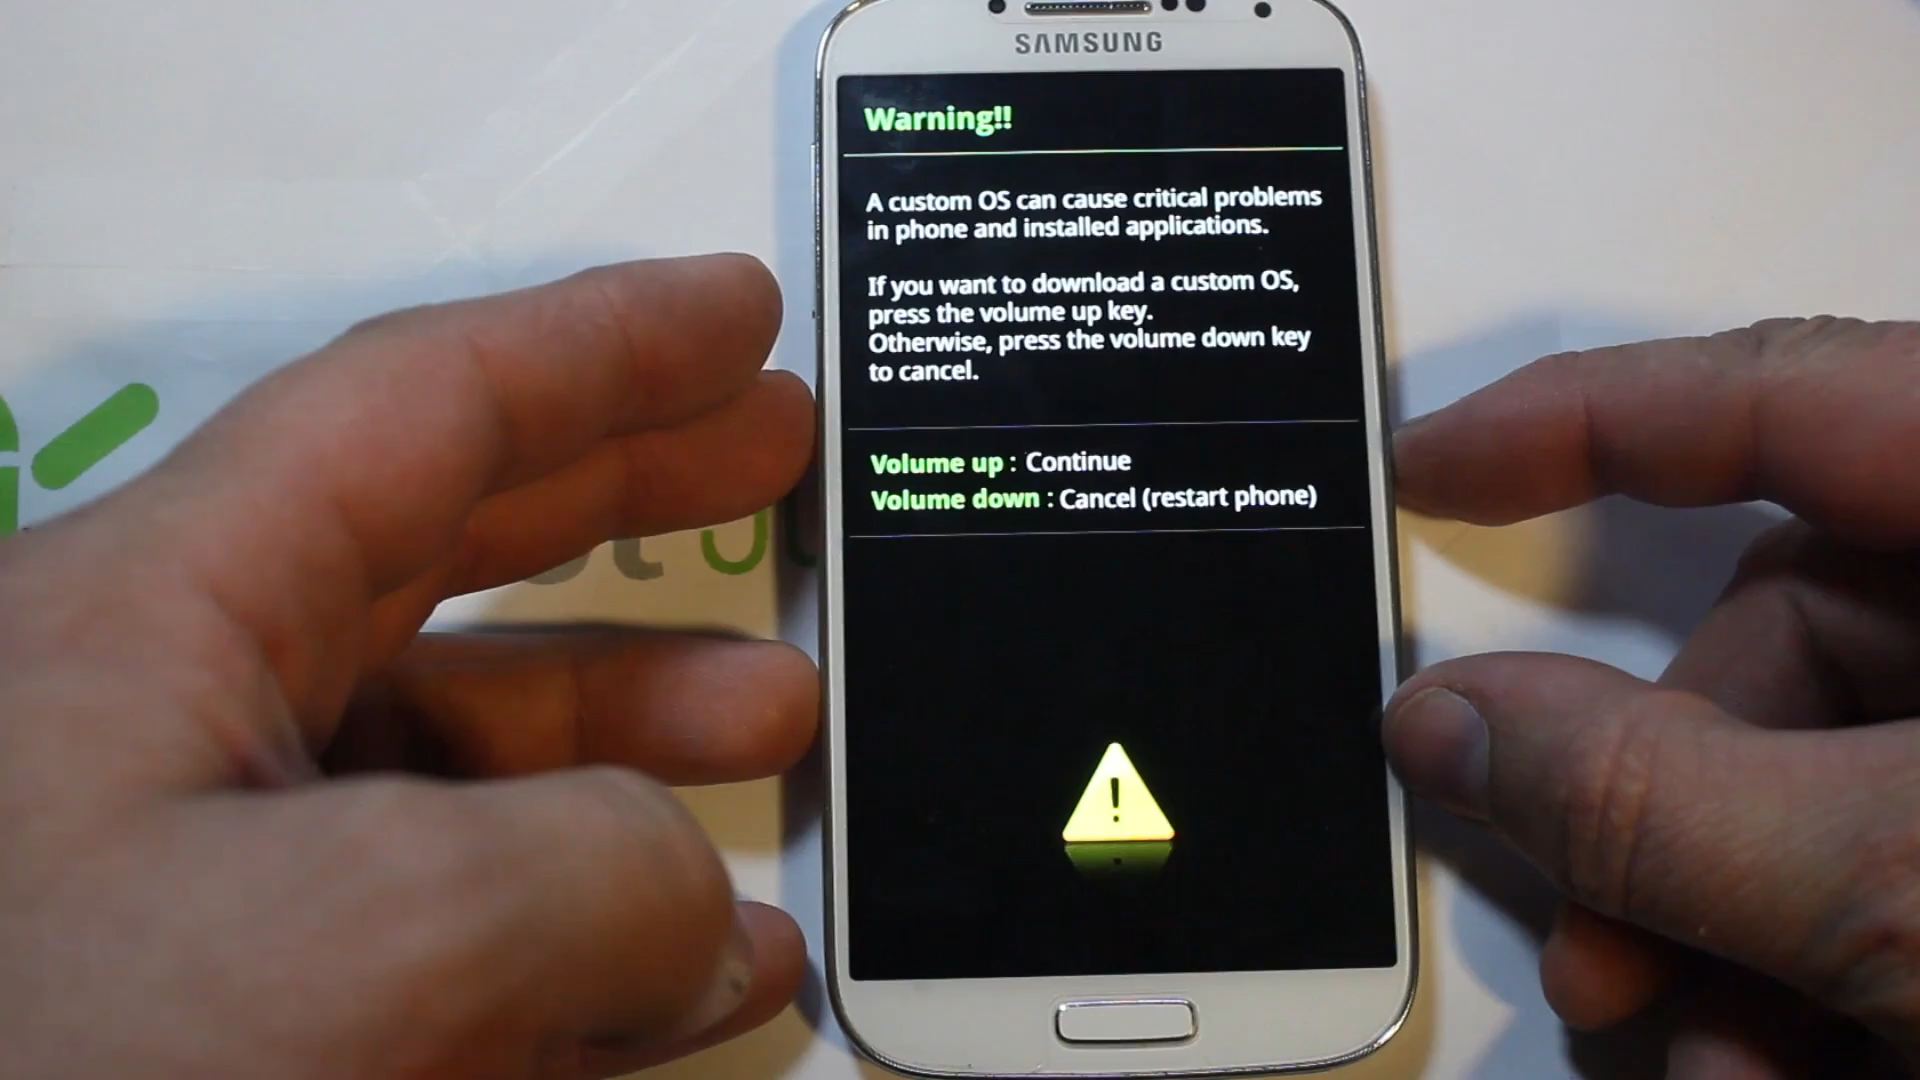 SAMSUNG
Warning!!
A custom OS can cause critical problems
in phone and installed applications.
If you want to download a custom OS,
press the volume up key.
Otherwise, press the volume down key
to cancel.
Volume up : Continue
Volume down : Cancel (restart phone)